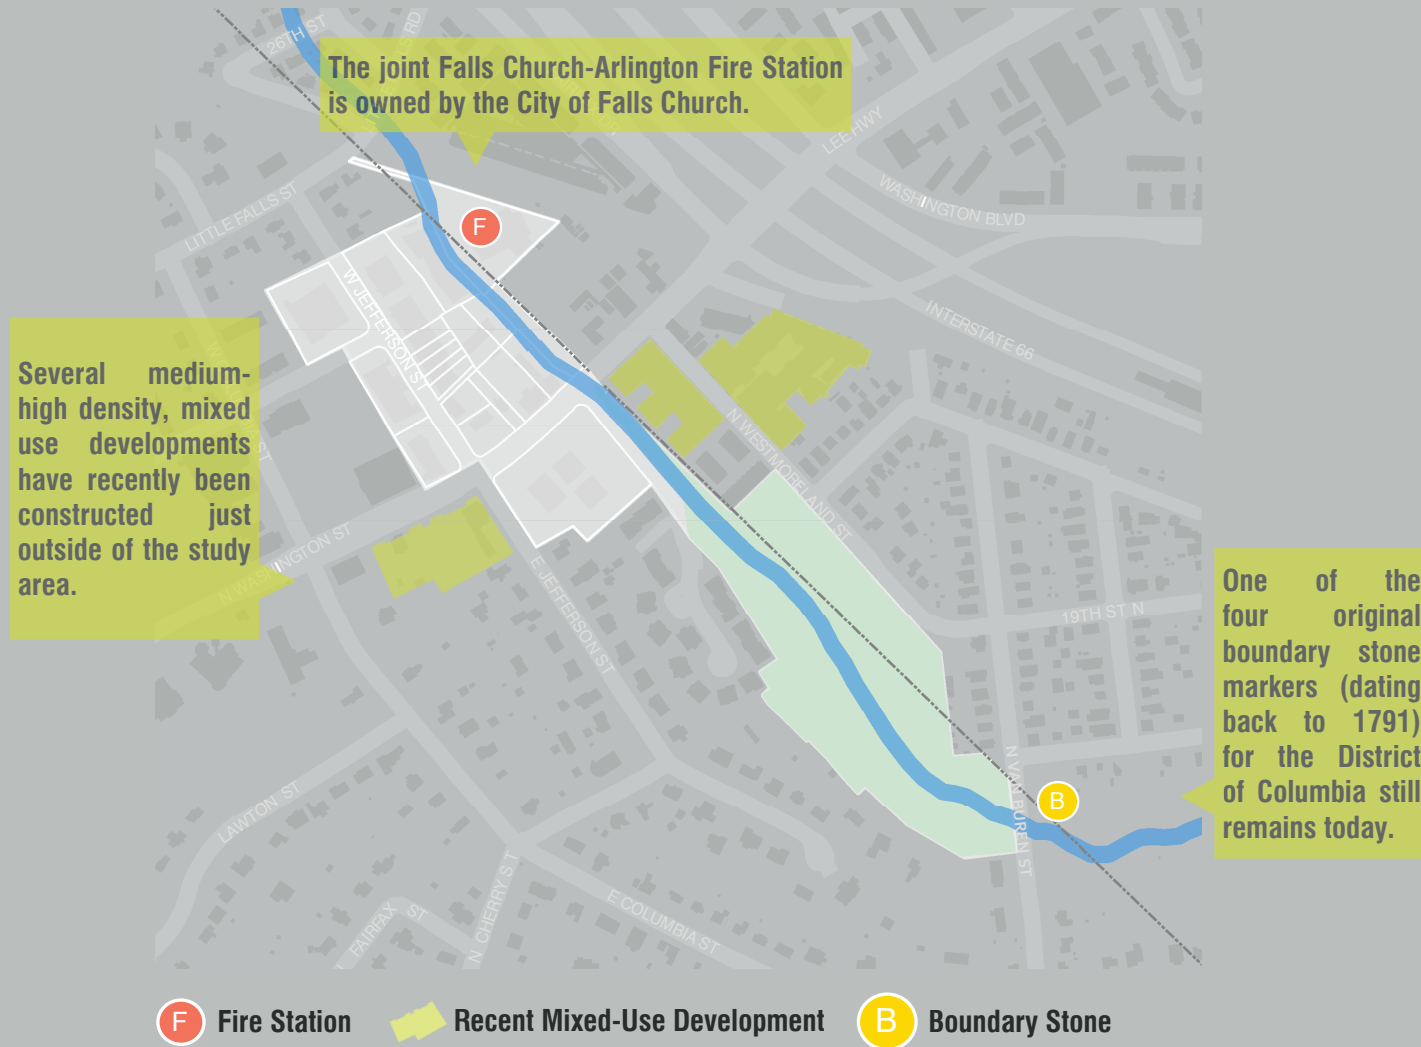 26TH ST
The joint Falls Church-Arlington Fire Station
is owned by the City of Falls Church.
LEE HWY
WASHINGTON BLVD
LITTLE FALLS ST
F
W JEFFERSON ST
INTERSTATE 66
Several medium-
high density, mixed
use developments
have recently been
constructed just
outside of the study
area.
N WESTMORELAND ST
N WASHINGTON ST
E JEFFERSON ST
19TH ST N
One of the
four original
boundary stone
markers (dating
back to 1791)
for the District
of Columbia still
remains today.
N VAN BUREN ST
B
LAWTON ST
FAIRFAX ST
N CHERRY ST
E COLUMBIA ST
F Fire Station
Recent Mixed-Use Development
B Boundary Stone